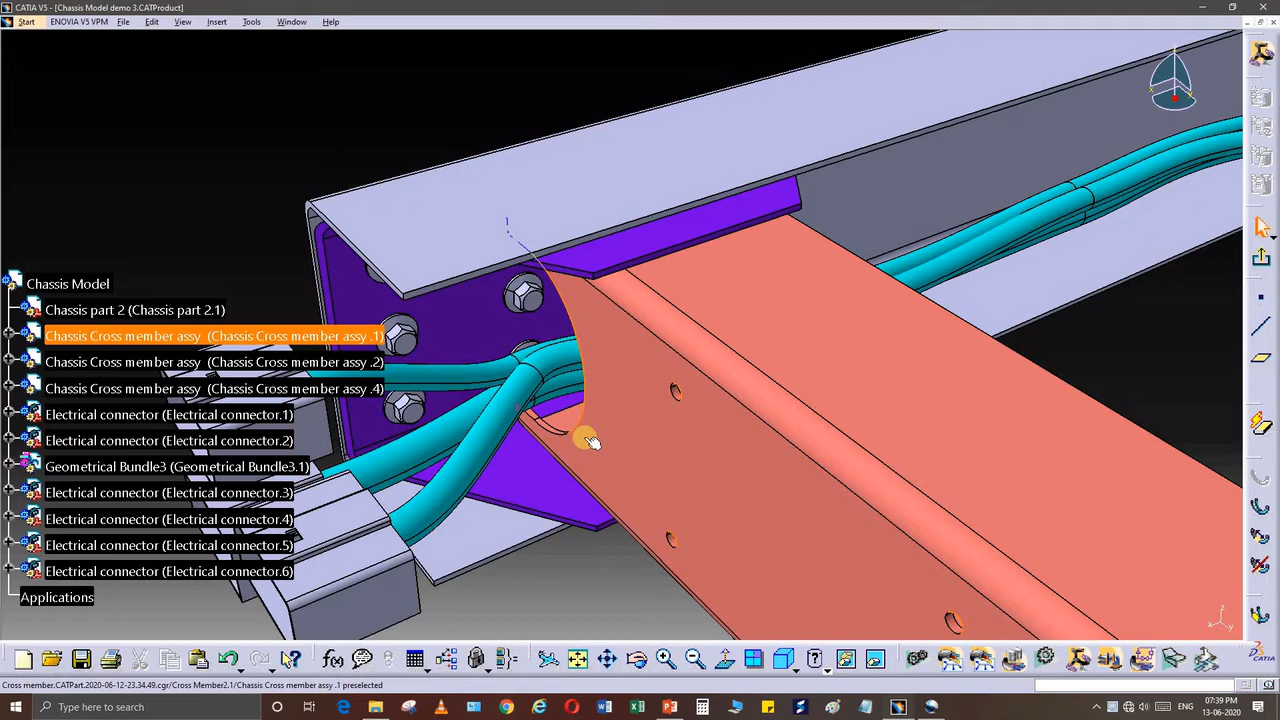 CATIA V5 - [Chassis Model demo 3.CATProduct]
Start ENOVIA V5 VPM File Edit View Insert Tools Window Help
Chassis Model
Chassis part 2 (Chassis part 2.1)
Chassis Cross member assy (Chassis Cross member assy .1)
Chassis Cross member assy (Chassis Cross member assy .2)
Chassis Cross member assy (Chassis Cross member assy .4)
Electrical connector (Electrical connector.1)
Electrical connector (Electrical connector.2)
Geometrical Bundle3 (Geometrical Bundle3.1)
Electrical connector (Electrical connector.3)
Electrical connector (Electrical connector.4)
Electrical connector (Electrical connector.5)
Electrical connector (Electrical connector.6)
Applications
Cross member.CATPart.2020-06-12-23.34.49.cgr/Cross Member2.1/Chassis Cross member assy .1 preselected
Type here to search
ENG
07:39 PM
13-06-2020